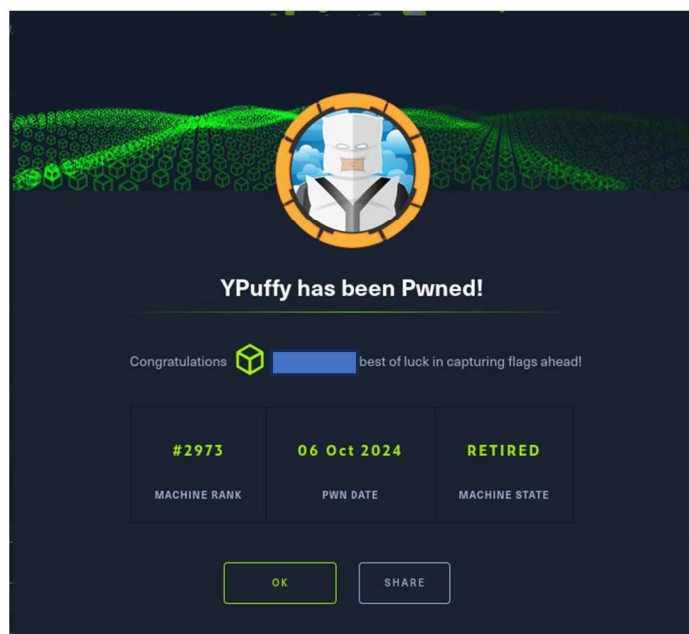 YPuffy has been Pwned!
Congratulations best of luck in capturing flags ahead!
#2973 06 Oct 2024 RETIRED
MACHINE RANK PWN DATE MACHINE STATE
OK SHARE